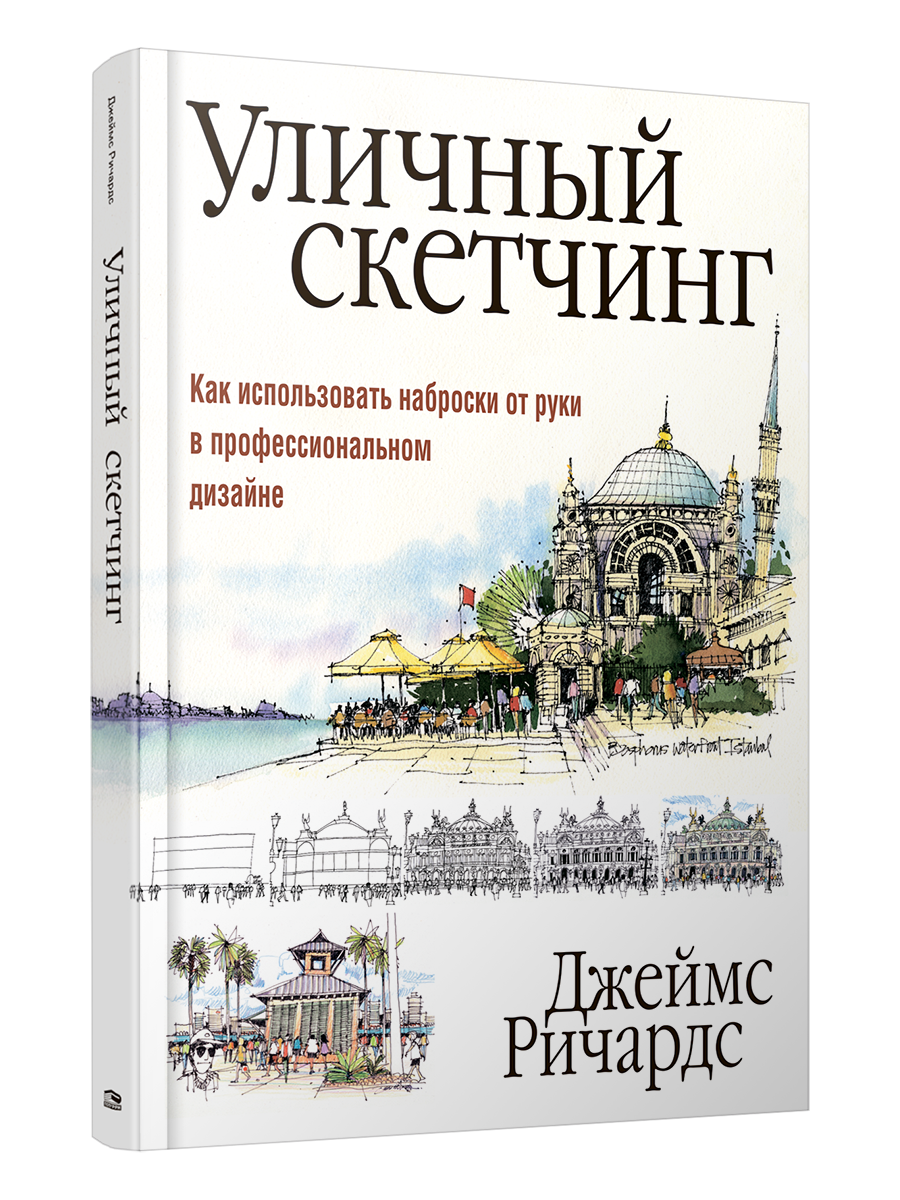 Джеймс Ричардс
Уличный скетчинг
Уличный
скетчинг
Как использовать наброски от руки
в профессиональном
дизайне
Bosphorus Waterfront, Istanbul
Джеймс
Ричардс